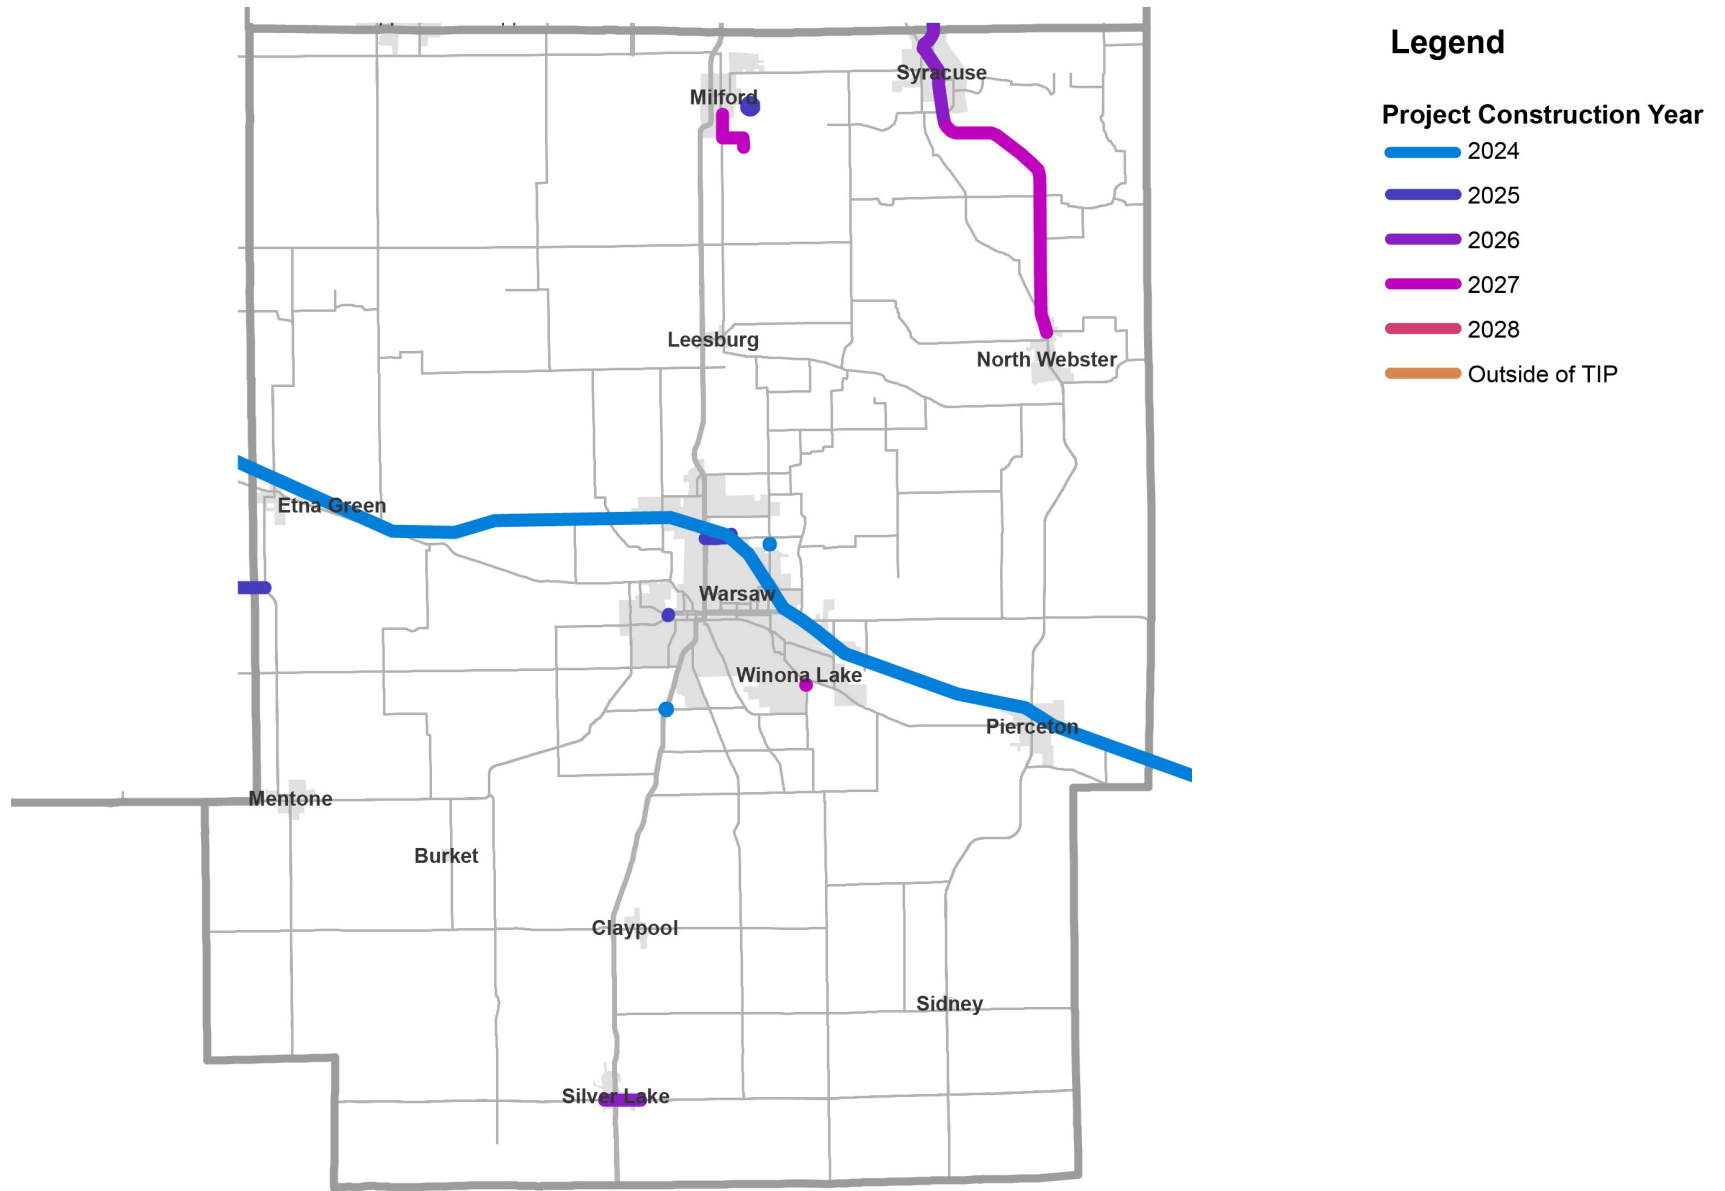 Legend
Project Construction Year
2024
2025
2026
2027
2028
Outside of TIP
Syracuse
Milford
Leesburg
North Webster
Etna Green
Warsaw
Winona Lake
Pierceton
Mentone
Burket
Claypool
Sidney
Silver Lake